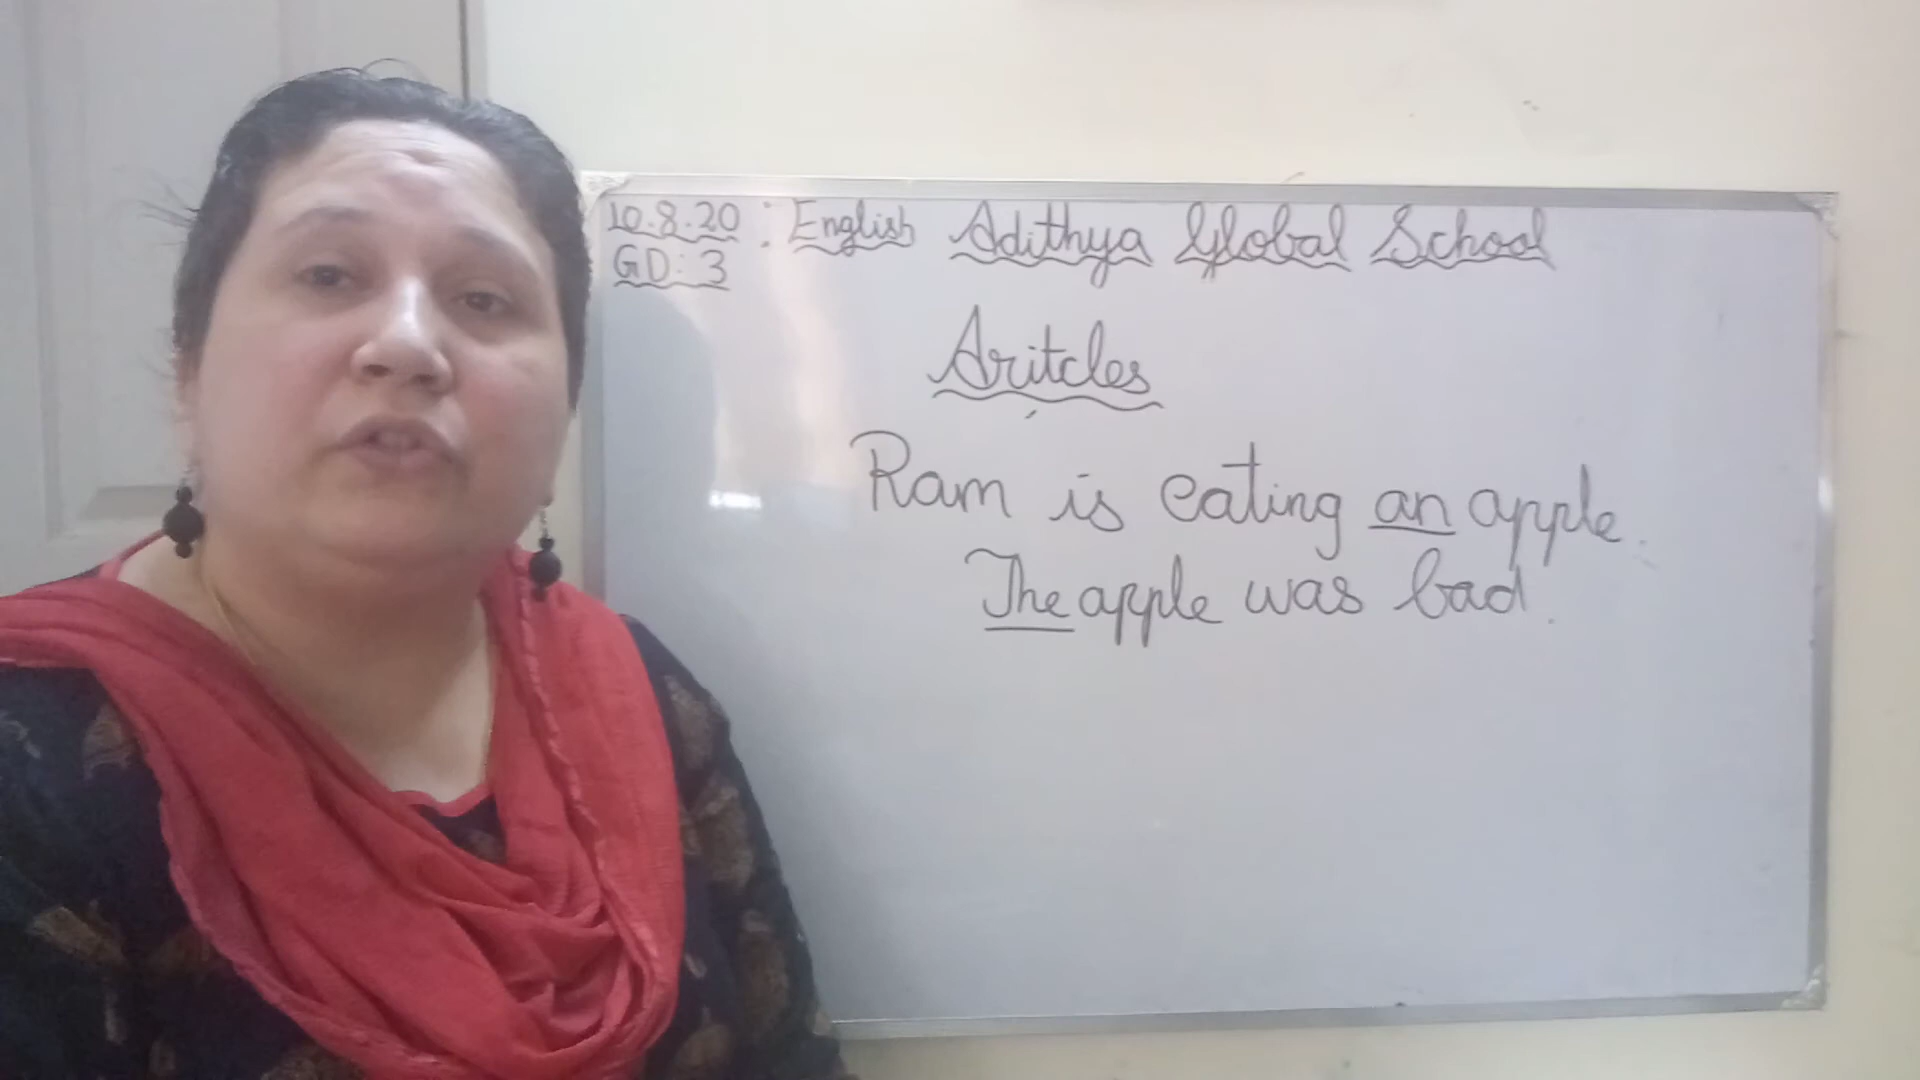 10.8.20 : English Adithya Global School
GD: 3
Aritcles
Ram is eating an apple.
The apple was bad.